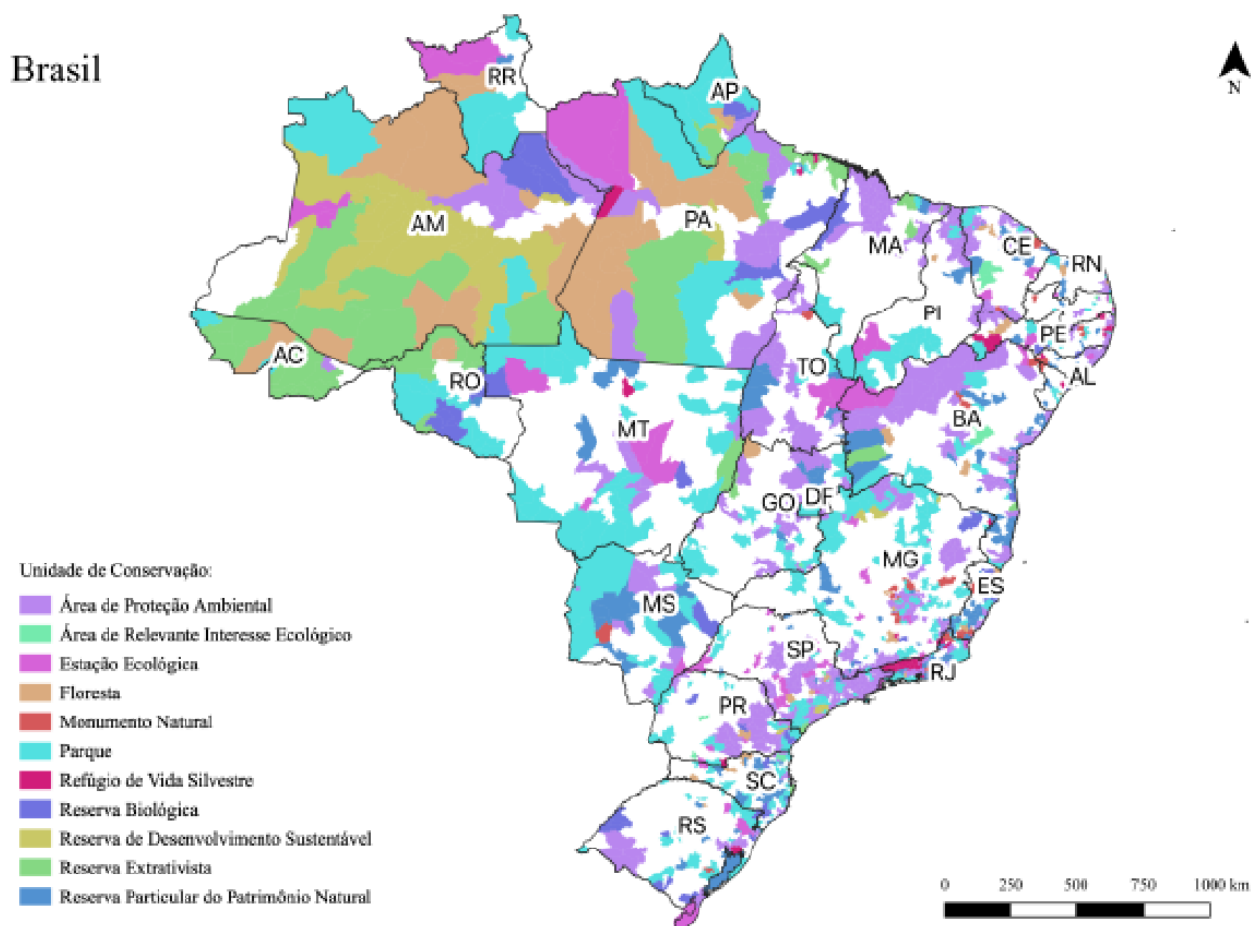 Brasil
N
RR
AP
AM
PA
MA
CE
RN
PI
PE
AC
RO
TO
AL
MT
BA
GO
DF
MG
ES
MS
SP
RJ
PR
SC
RS
Unidade de Conservação:
Área de Proteção Ambiental
Área de Relevante Interesse Ecológico
Estação Ecológica
Floresta
Monumento Natural
Parque
Refúgio de Vida Silvestre
Reserva Biológica
Reserva de Desenvolvimento Sustentável
Reserva Extrativista
Reserva Particular do Patrimônio Natural
0 250 500 750 1000 km